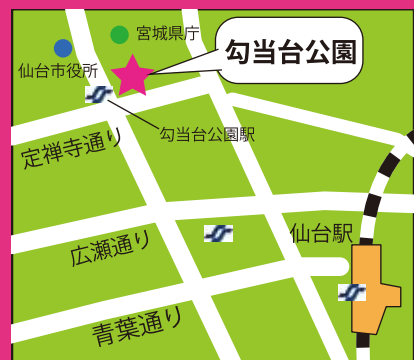 宮城県庁
勾当台公園
仙台市役所
勾当台公園駅
定禅寺通り
仙台駅
広瀬通り
青葉通り